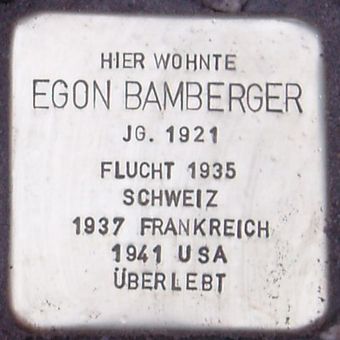 HIER WOHNTE
EGON BAMBERGER
JG. 1921
FLUCHT 1935
SCHWEIZ
1937 FRANKREICH
1941 USA
ÜBERLEBT